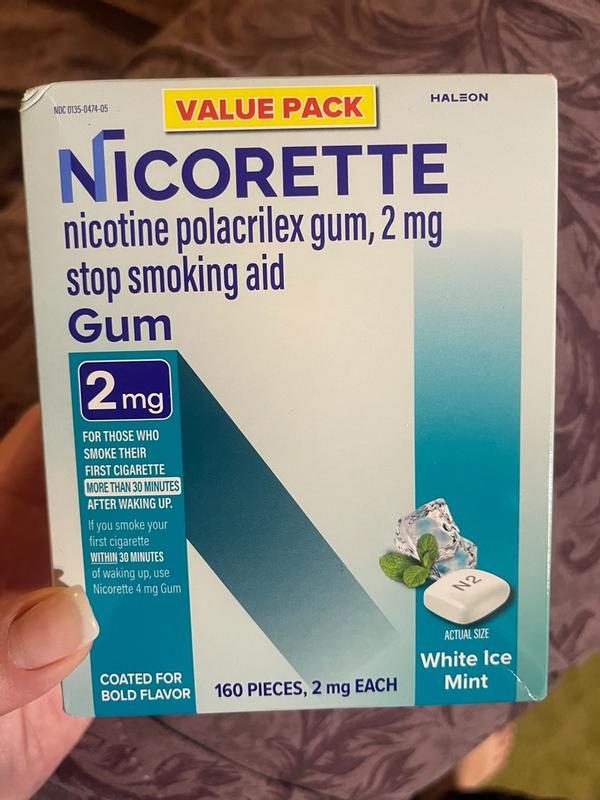 NDC 0135-0474-05
VALUE PACK
HALEON
NICORETTE
nicotine polacrilex gum, 2 mg
stop smoking aid
Gum
2 mg
FOR THOSE WHO
SMOKE THEIR
FIRST CIGARETTE
MORE THAN 30 MINUTES
AFTER WAKING UP.
If you smoke your
first cigarette
WITHIN 30 MINUTES
of waking up, use
Nicorette 4 mg Gum
N2
ACTUAL SIZE
White Ice
Mint
COATED FOR
BOLD FLAVOR
160 PIECES, 2 mg EACH